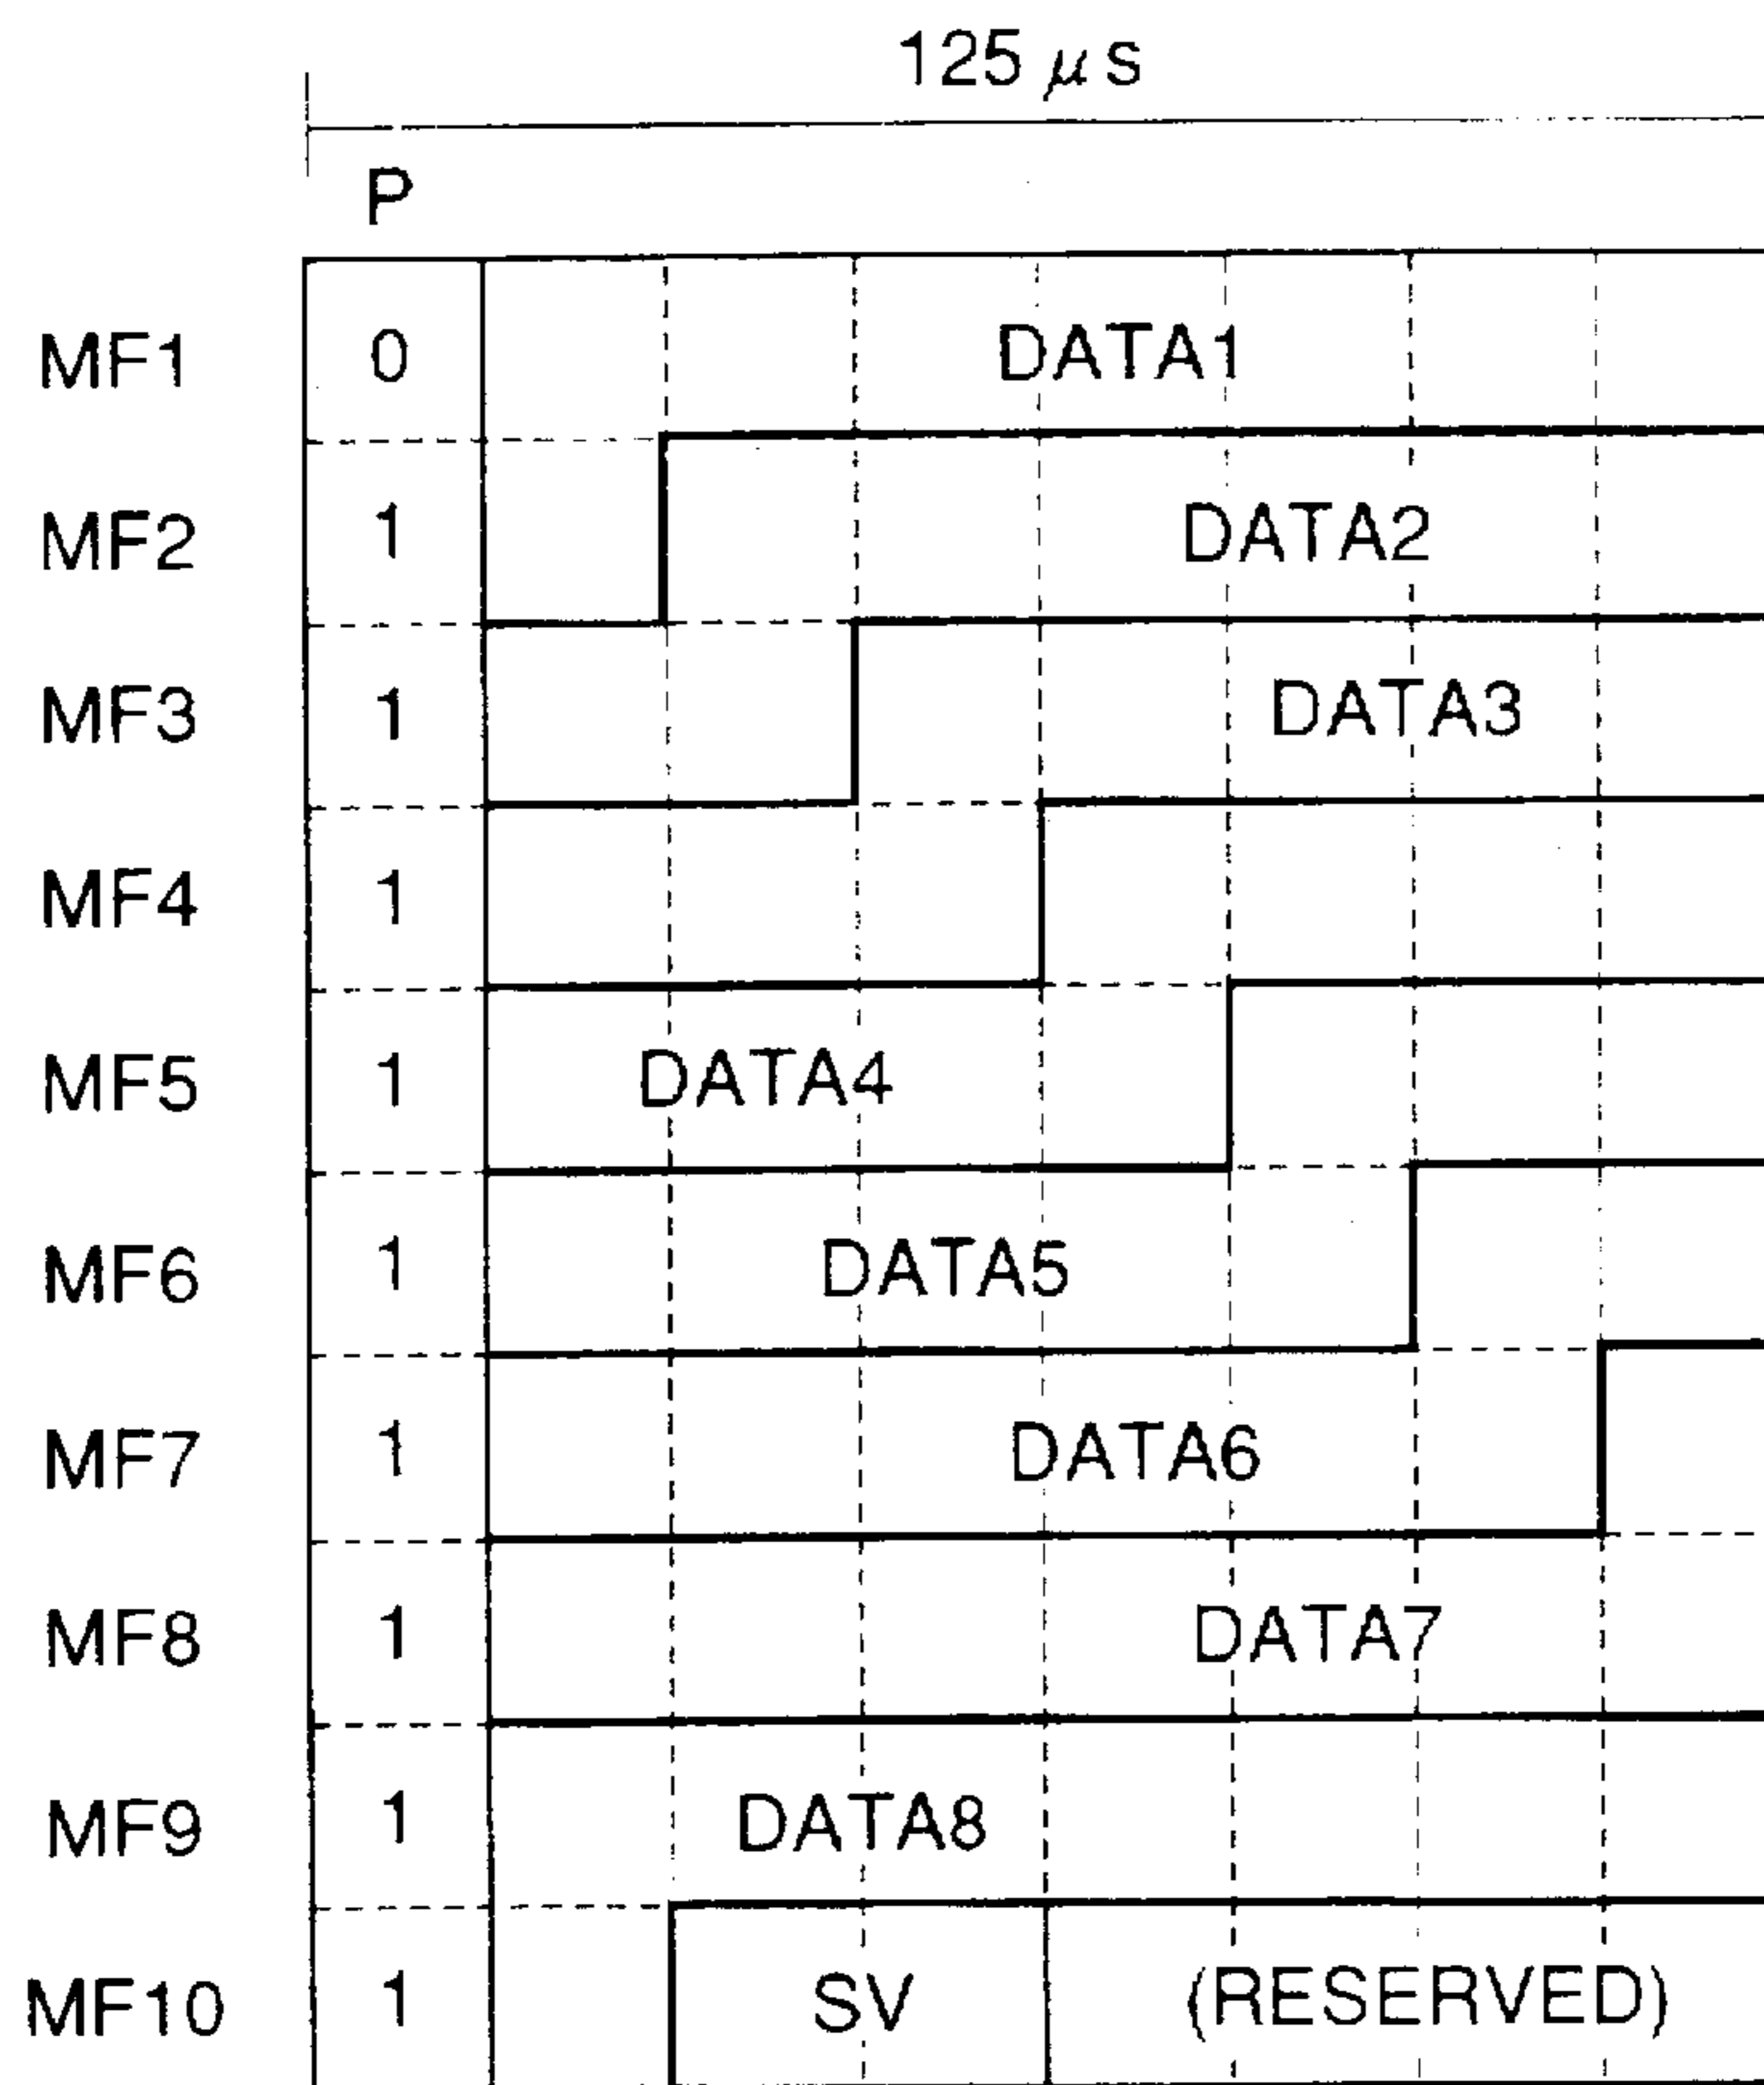 125 μs
P
MF1 0 DATA1
MF2 1 DATA2
MF3 1 DATA3
MF4 1
MF5 1 DATA4
MF6 1 DATA5
MF7 1 DATA6
MF8 1 DATA7
MF9 1 DATA8
MF10 1 SV (RESERVED)